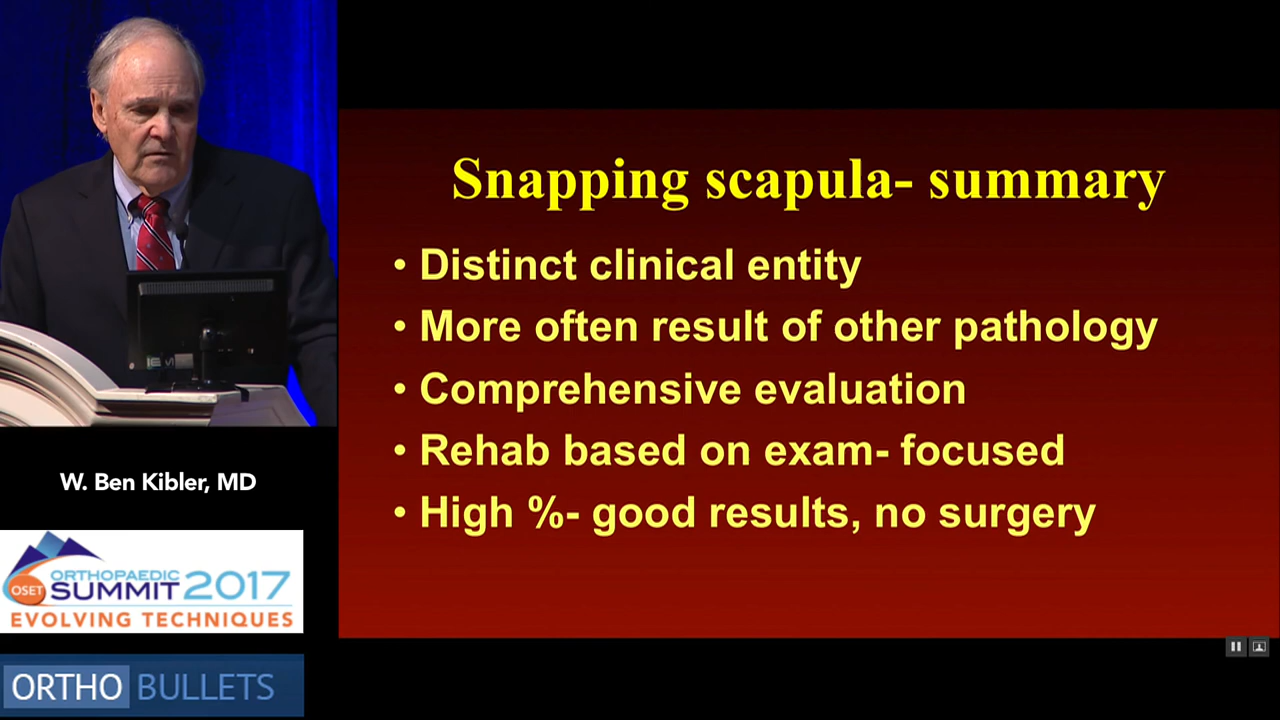 Snapping scapula- summary
• Distinct clinical entity
• More often result of other pathology
• Comprehensive evaluation
• Rehab based on exam- focused
• High %- good results, no surgery
W. Ben Kibler, MD
OSET
ORTHOPAEDIC
SUMMIT 2017
EVOLVING TECHNIQUES
ORTHO BULLETS